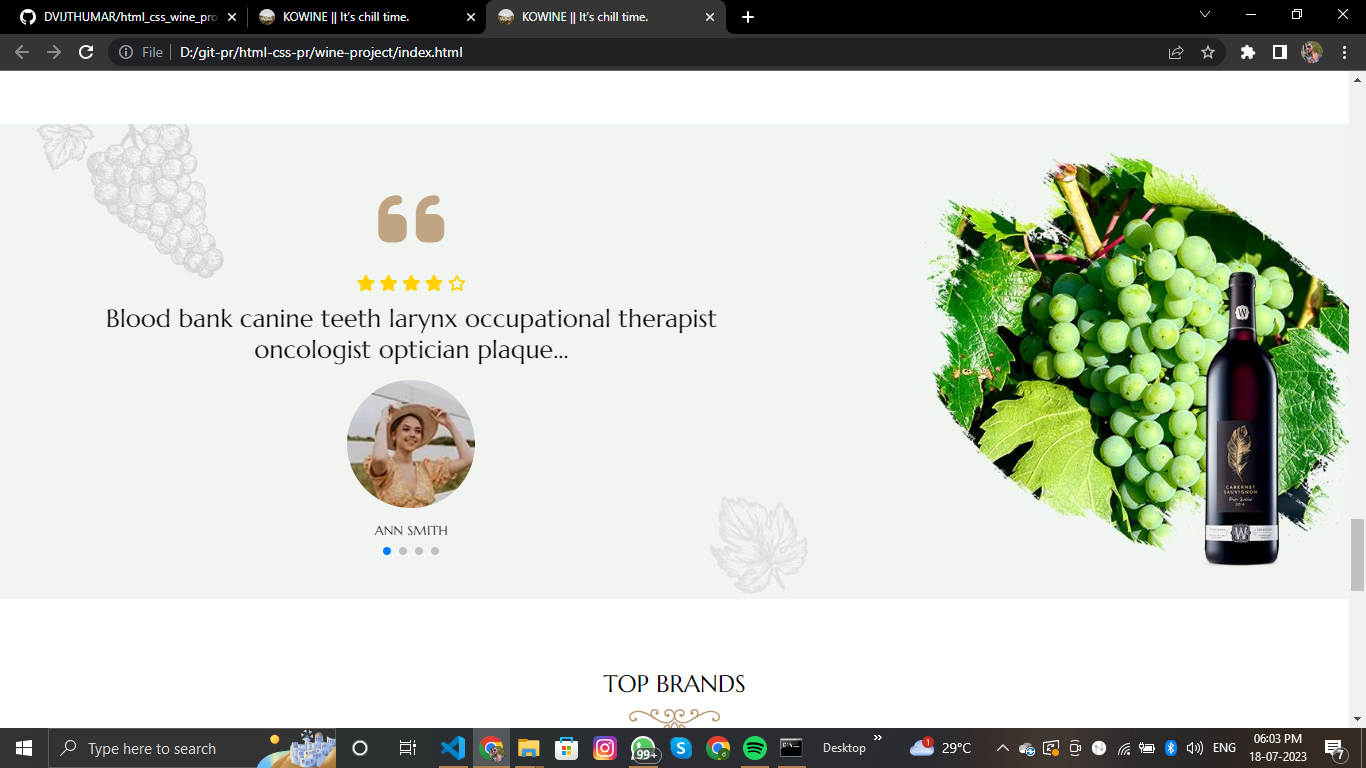 DVIJTHUMAR/html_css_wine_pro
KOWINE || It's chill time.
KOWINE || It's chill time.
File
D:/git-pr/html-css-pr/wine-project/index.html
Blood bank canine teeth larynx occupational therapist
oncologist optician plaque...
ANN SMITH
W
CABERNET
SAUVIGNON
2016
W
TOP BRANDS
Type here to search
99+
Desktop
1
29°C
ENG
06:03 PM
18-07-2023
7